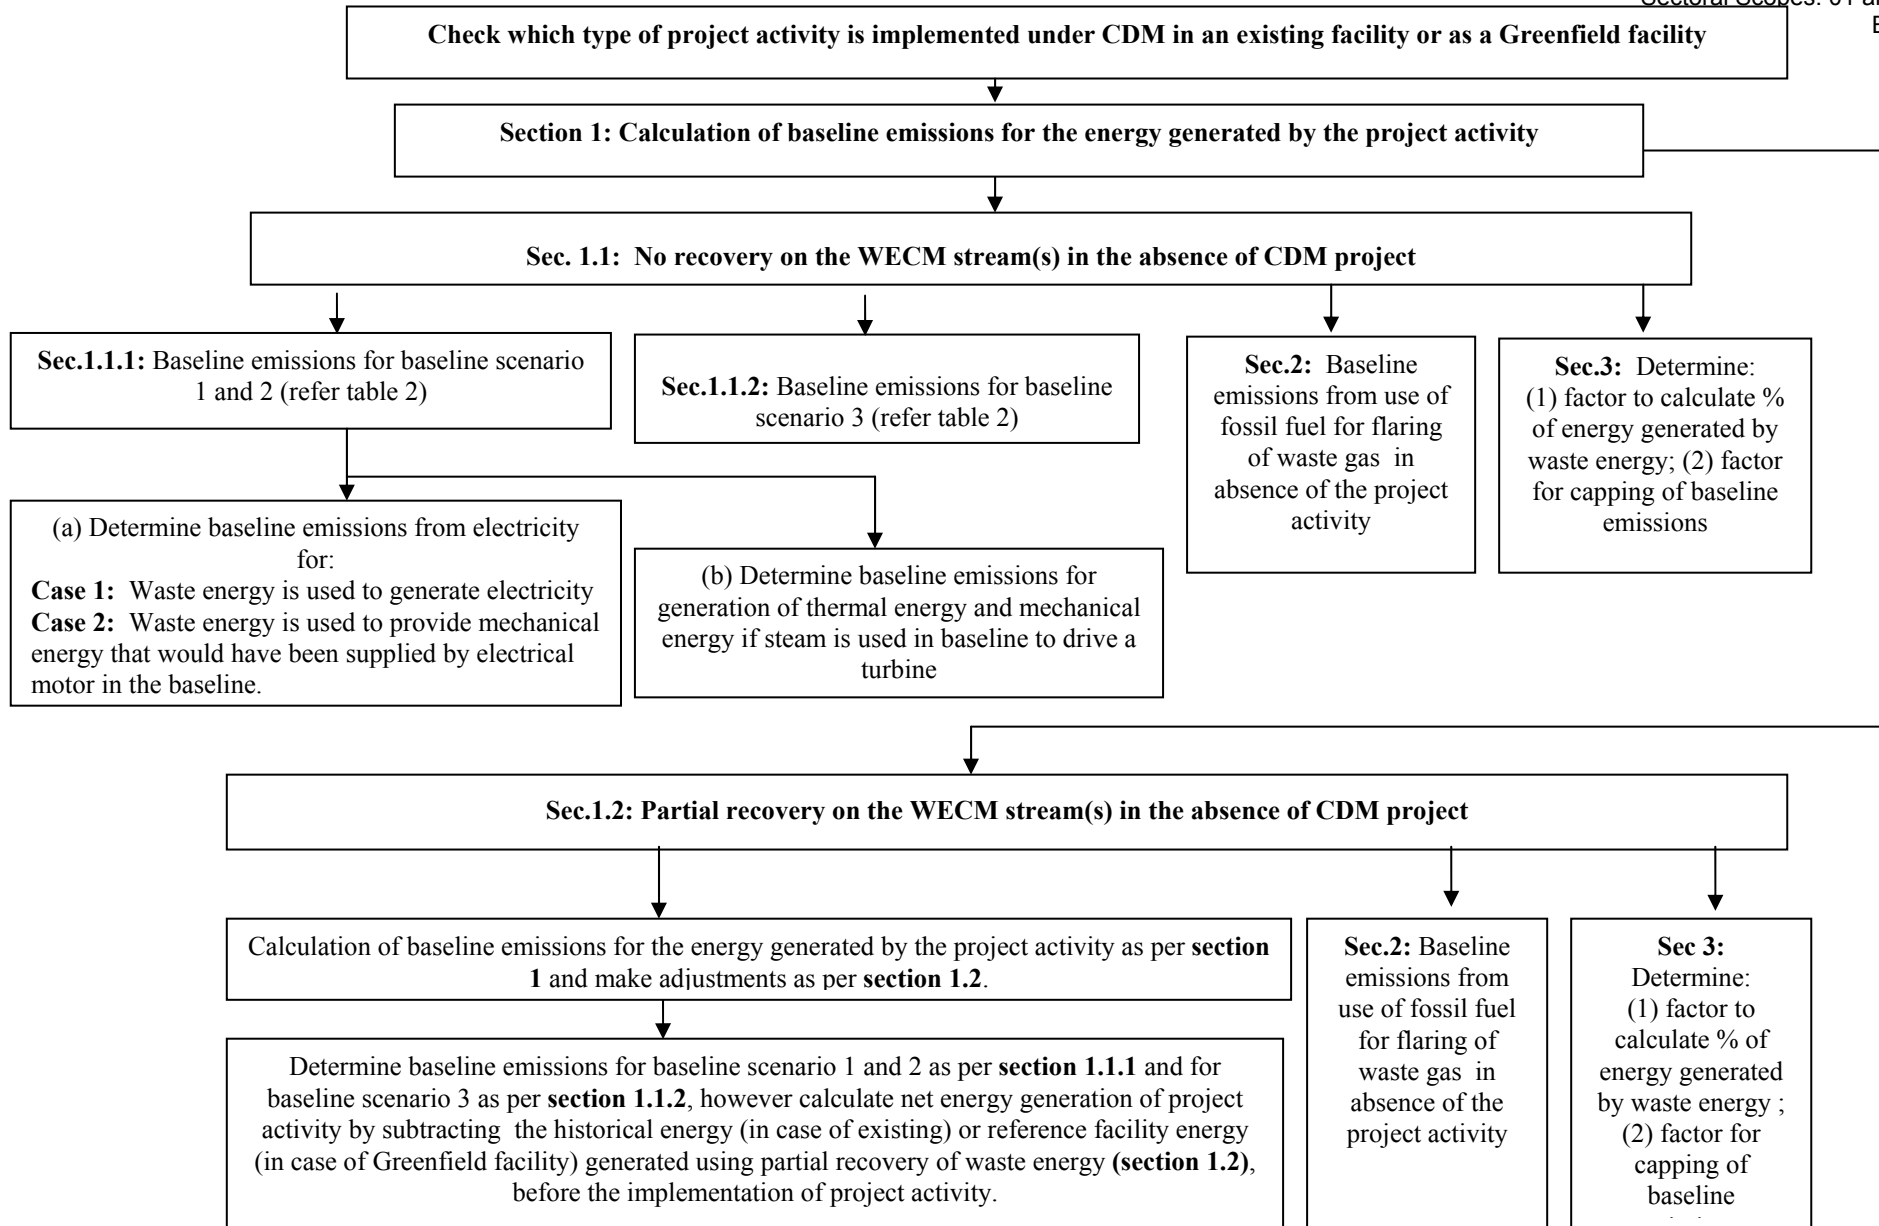 Sectoral Scopes: 01 a
E
Check which type of project activity is implemented under CDM in an existing facility or as a Greenfield facility
Section 1: Calculation of baseline emissions for the energy generated by the project activity
Sec. 1.1: No recovery on the WECM stream(s) in the absence of CDM project
Sec.1.1.1: Baseline emissions for baseline scenario
1 and 2 (refer table 2)
Sec.1.1.2: Baseline emissions for baseline
scenario 3 (refer table 2)
Sec.2: Baseline
emissions from use of
fossil fuel for flaring
of waste gas in
absence of the project
activity
Sec.3: Determine:
(1) factor to calculate %
of energy generated by
waste energy; (2) factor
for capping of baseline
emissions
(a) Determine baseline emissions from electricity
for:
Case 1: Waste energy is used to generate electricity
Case 2: Waste energy is used to provide mechanical
energy that would have been supplied by electrical
motor in the baseline.
(b) Determine baseline emissions for
generation of thermal energy and mechanical
energy if steam is used in baseline to drive a
turbine
Sec.1.2: Partial recovery on the WECM stream(s) in the absence of CDM project
Calculation of baseline emissions for the energy generated by the project activity as per section
1 and make adjustments as per section 1.2.
Determine baseline emissions for baseline scenario 1 and 2 as per section 1.1.1 and for
baseline scenario 3 as per section 1.1.2, however calculate net energy generation of project
activity by subtracting the historical energy (in case of existing) or reference facility energy
(in case of Greenfield facility) generated using partial recovery of waste energy (section 1.2),
before the implementation of project activity.
Sec.2: Baseline
emissions from
use of fossil fuel
for flaring of
waste gas in
absence of the
project activity
Sec 3:
Determine:
(1) factor to
calculate % of
energy generated
by waste energy ;
(2) factor for
capping of
baseline